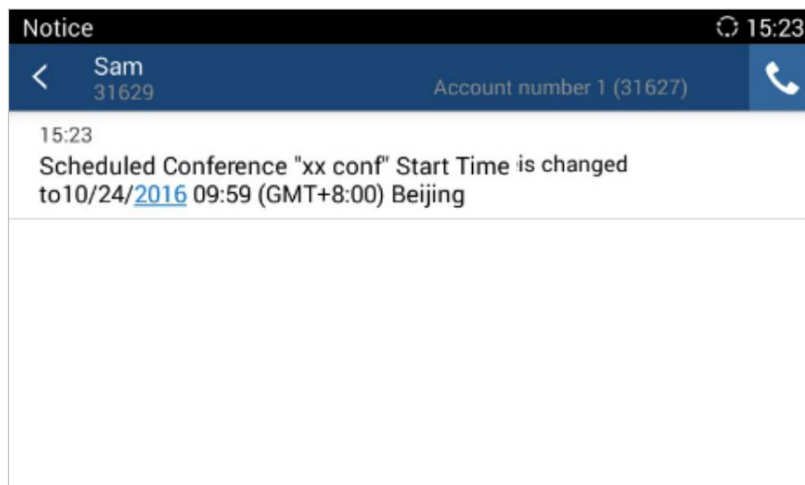 Notice 15:23
Sam
31629
Account number 1 (31627)
15:23
Scheduled Conference "xx conf" Start Time is changed
to10/24/2016 09:59 (GMT+8:00) Beijing